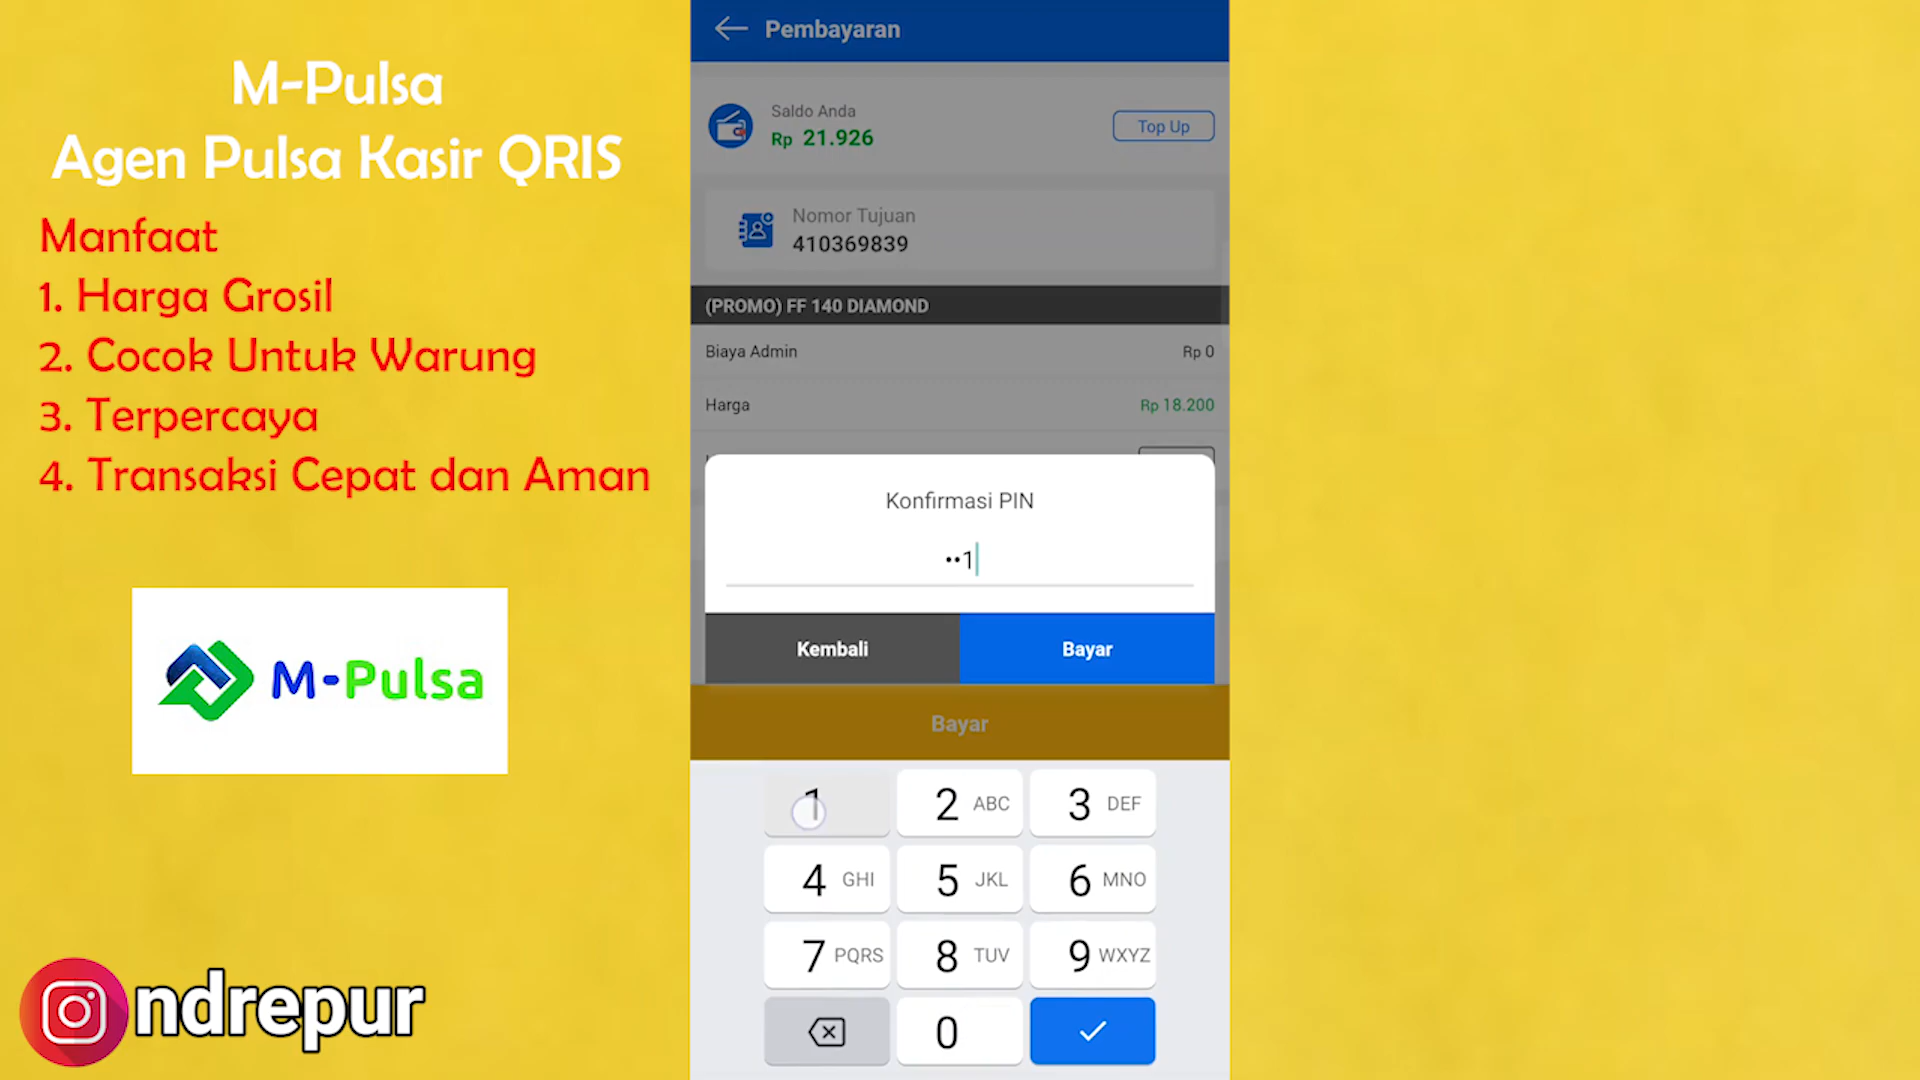 M-Pulsa
Agen Pulsa Kasir QRIS
Manfaat
1. Harga Grosil
2. Cocok Untuk Warung
3. Terpercaya
4. Transaksi Cepat dan Aman
M-Pulsa
ndrepur
Pembayaran
Saldo Anda
Rp 21.926
Top Up
Nomor Tujuan
410369839
(PROMO) FF 140 DIAMOND
Biaya Admin Rp 0
Harga Rp 18.200
Konfirmasi PIN
••1
Kembali Bayar
Bayar
1 2 ABC 3 DEF
4 GHI 5 JKL 6 MNO
7 PQRS 8 TUV 9 WXYZ
0